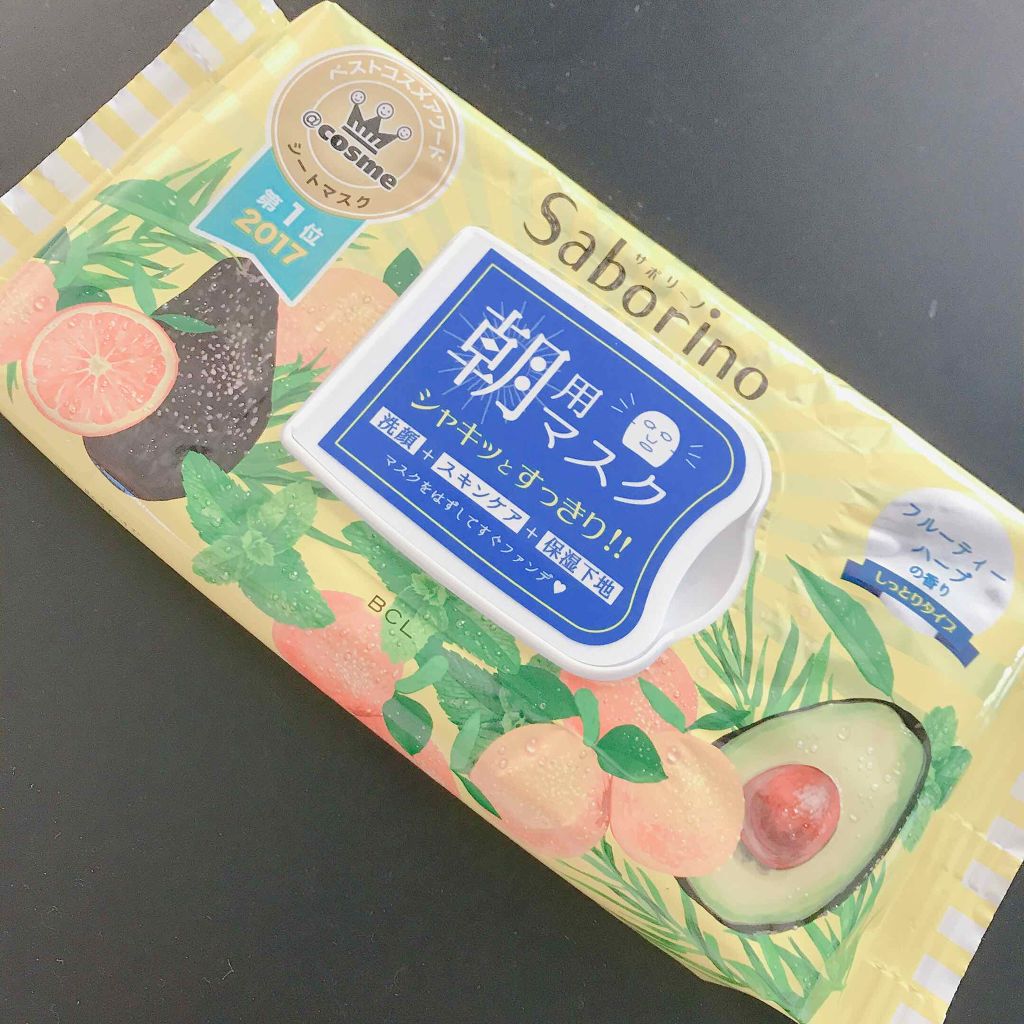 ベストコスメアワード
@cosme
シートマスク
第1位
2017
Saborino
サボリーノ
朝用マスク
シャキッとすっきり!!
洗顔+スキンケア+保湿下地
マスクをはずしてすぐファンデ♥
フルーティー
ハーブ
の香り
しっとりタイプ
BCL